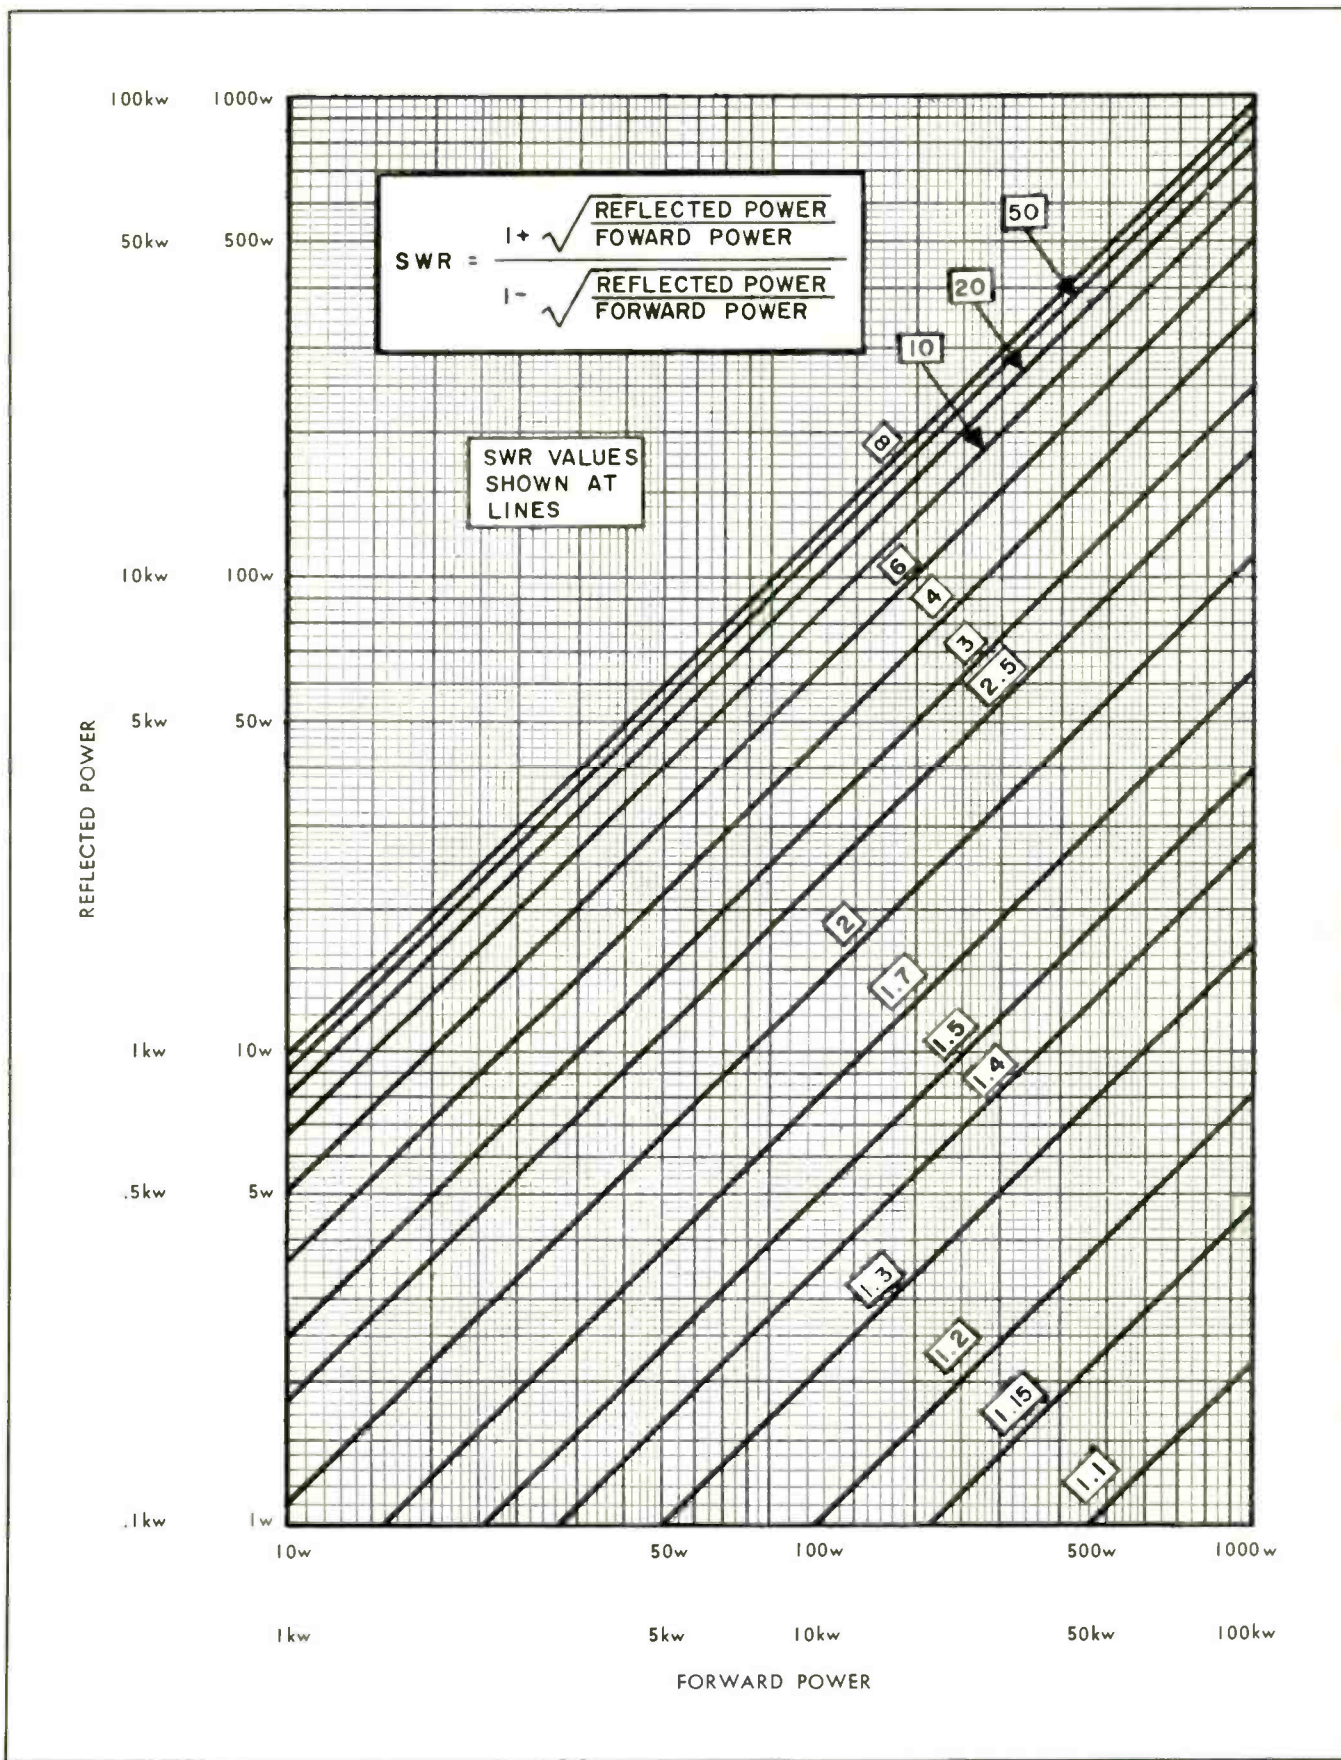 100kw 1000w
50kw 500w
10kw 100w
5kw 50w
1kw 10w
.5kw 5w
.1kw 1w
REFLECTED POWER
SWR = 1+ √ REFLECTED POWER
FOWARD POWER
1- √ REFLECTED POWER
FORWARD POWER
SWR VALUES
SHOWN AT
LINES
50
20
10
∞
6
4
3
2.5
2
1.7
1.5
1.4
1.3
1.2
1.15
1.1
10w 50w 100w 500w 1000w
1kw 5kw 10kw 50kw 100kw
FORWARD POWER